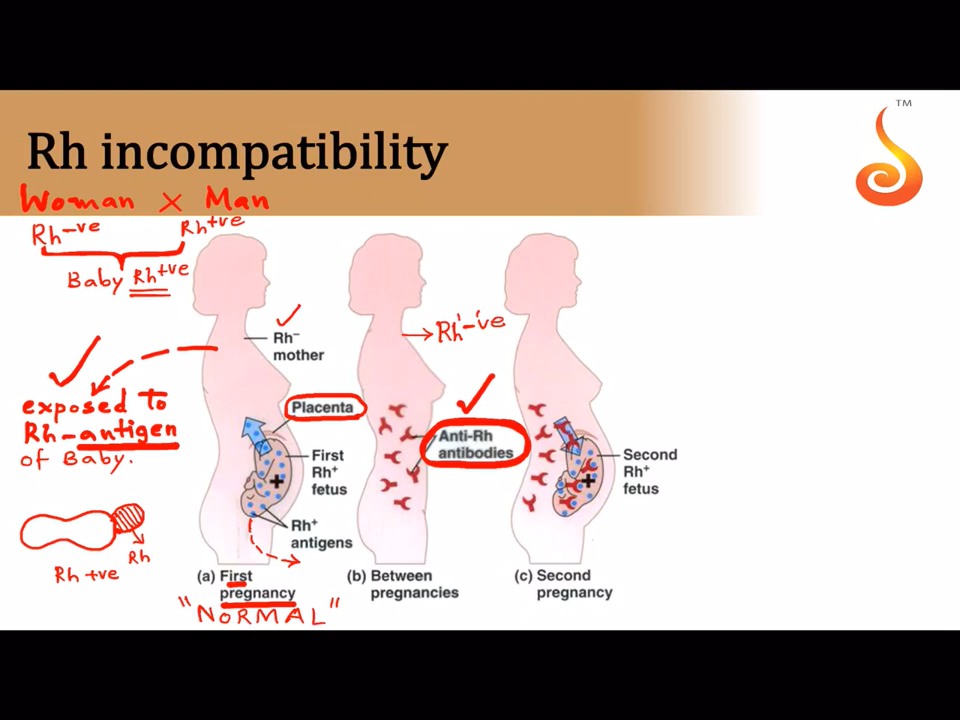 TM
Rh incompatibility
Woman × Man
Rh-ve Rh+ve
Baby Rh+ve
Rh-
mother
→Rh'-'ve
exposed to
Rh-antigen
of Baby.
Placenta
Anti-Rh
antibodies
First
Rh+
fetus
Second
Rh+
fetus
+
+
Rh+
antigens
Rh
Rh +ve
(a) First
pregnancy
(b) Between
pregnancies
(c) Second
pregnancy
"NORMAL"